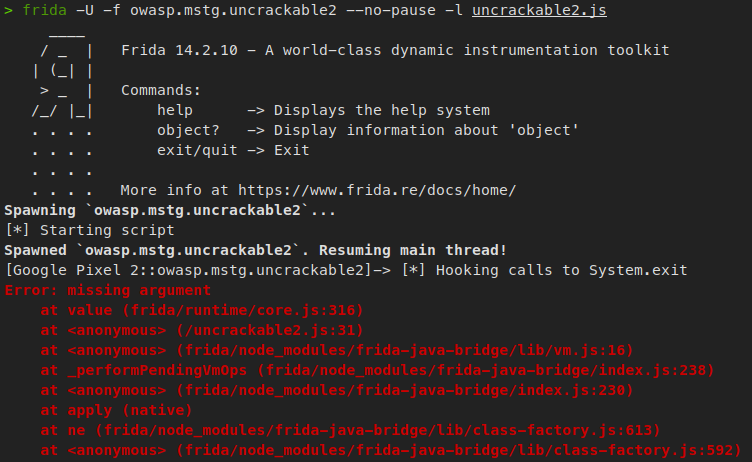 > frida -U -f owasp.mstg.uncrackable2 --no-pause -l uncrackable2.js
     ____
    / _  |   Frida 14.2.10 - A world-class dynamic instrumentation toolkit
   | (_| |
    > _  |   Commands:
   /_/ |_|       help      -> Displays the help system
   . . . .       object?   -> Display information about 'object'
   . . . .       exit/quit -> Exit
   . . . .
   . . . .   More info at https://www.frida.re/docs/home/
Spawning `owasp.mstg.uncrackable2`...
[*] Starting script
Spawned `owasp.mstg.uncrackable2`. Resuming main thread!
[Google Pixel 2::owasp.mstg.uncrackable2]-> [*] Hooking calls to System.exit
Error: missing argument
    at value (frida/runtime/core.js:316)
    at <anonymous> (/uncrackable2.js:31)
    at <anonymous> (frida/node_modules/frida-java-bridge/lib/vm.js:16)
    at _performPendingVmOps (frida/node_modules/frida-java-bridge/index.js:238)
    at <anonymous> (frida/node_modules/frida-java-bridge/index.js:230)
    at apply (native)
    at ne (frida/node_modules/frida-java-bridge/lib/class-factory.js:613)
    at <anonymous> (frida/node_modules/frida-java-bridge/lib/class-factory.js:592)